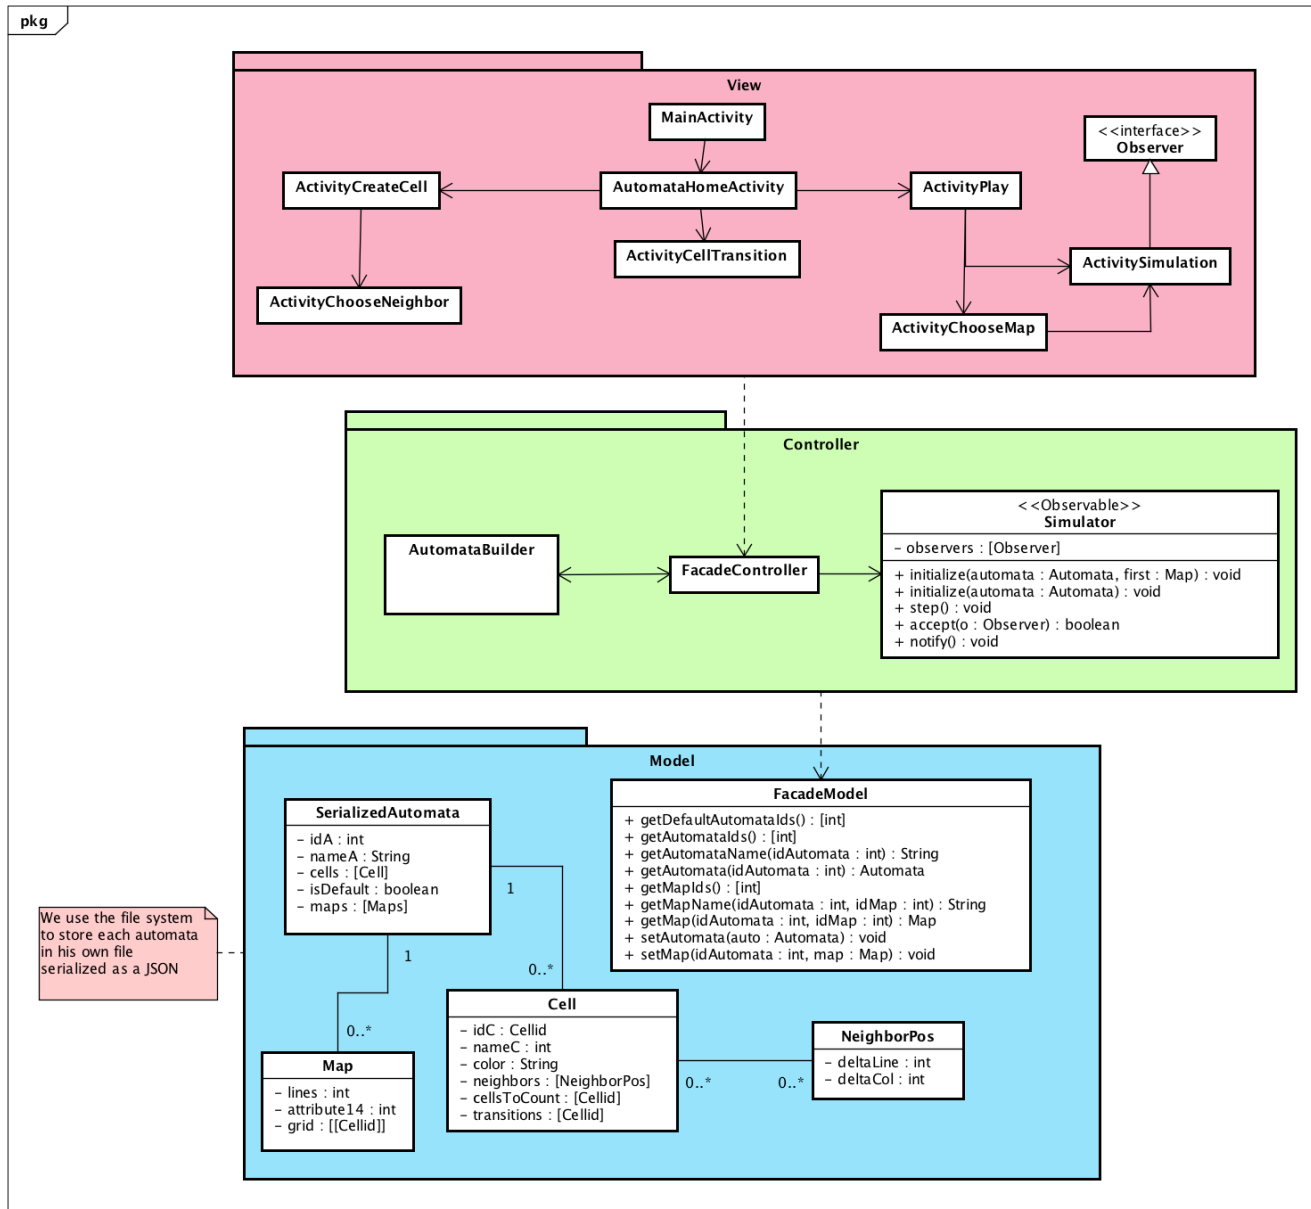 pkg
View
MainActivity
<<interface>>
Observer
ActivityCreateCell
AutomataHomeActivity
ActivityPlay
ActivityCellTransition
ActivitySimulation
ActivityChooseNeighbor
ActivityChooseMap
Controller
AutomataBuilder
FacadeController
<<Observable>>
Simulator
– observers : [Observer]
+ initialize(automata : Automata, first : Map) : void
+ initialize(automata : Automata) : void
+ step() : void
+ accept(o : Observer) : boolean
+ notify() : void
Model
SerializedAutomata
– idA : int
– nameA : String
– cells : [Cell]
– isDefault : boolean
– maps : [Maps]
FacadeModel
+ getDefaultAutomataIds() : [int]
+ getAutomataIds() : [int]
+ getAutomataName(idAutomata : int) : String
+ getAutomata(idAutomata : int) : Automata
+ getMapIds() : [int]
+ getMapName(idAutomata : int, idMap : int) : String
+ getMap(idAutomata : int, idMap : int) : Map
+ setAutomata(auto : Automata) : void
+ setMap(idAutomata : int, map : Map) : void
We use the file system
to store each automata
in his own file
serialized as a JSON
1
1
0..*
0..*
Cell
– idC : Cellid
– nameC : int
– color : String
– neighbors : [NeighborPos]
– cellsToCount : [Cellid]
– transitions : [Cellid]
0..*
0..*
NeighborPos
– deltaLine : int
– deltaCol : int
Map
– lines : int
– attribute14 : int
– grid : [[Cellid]]